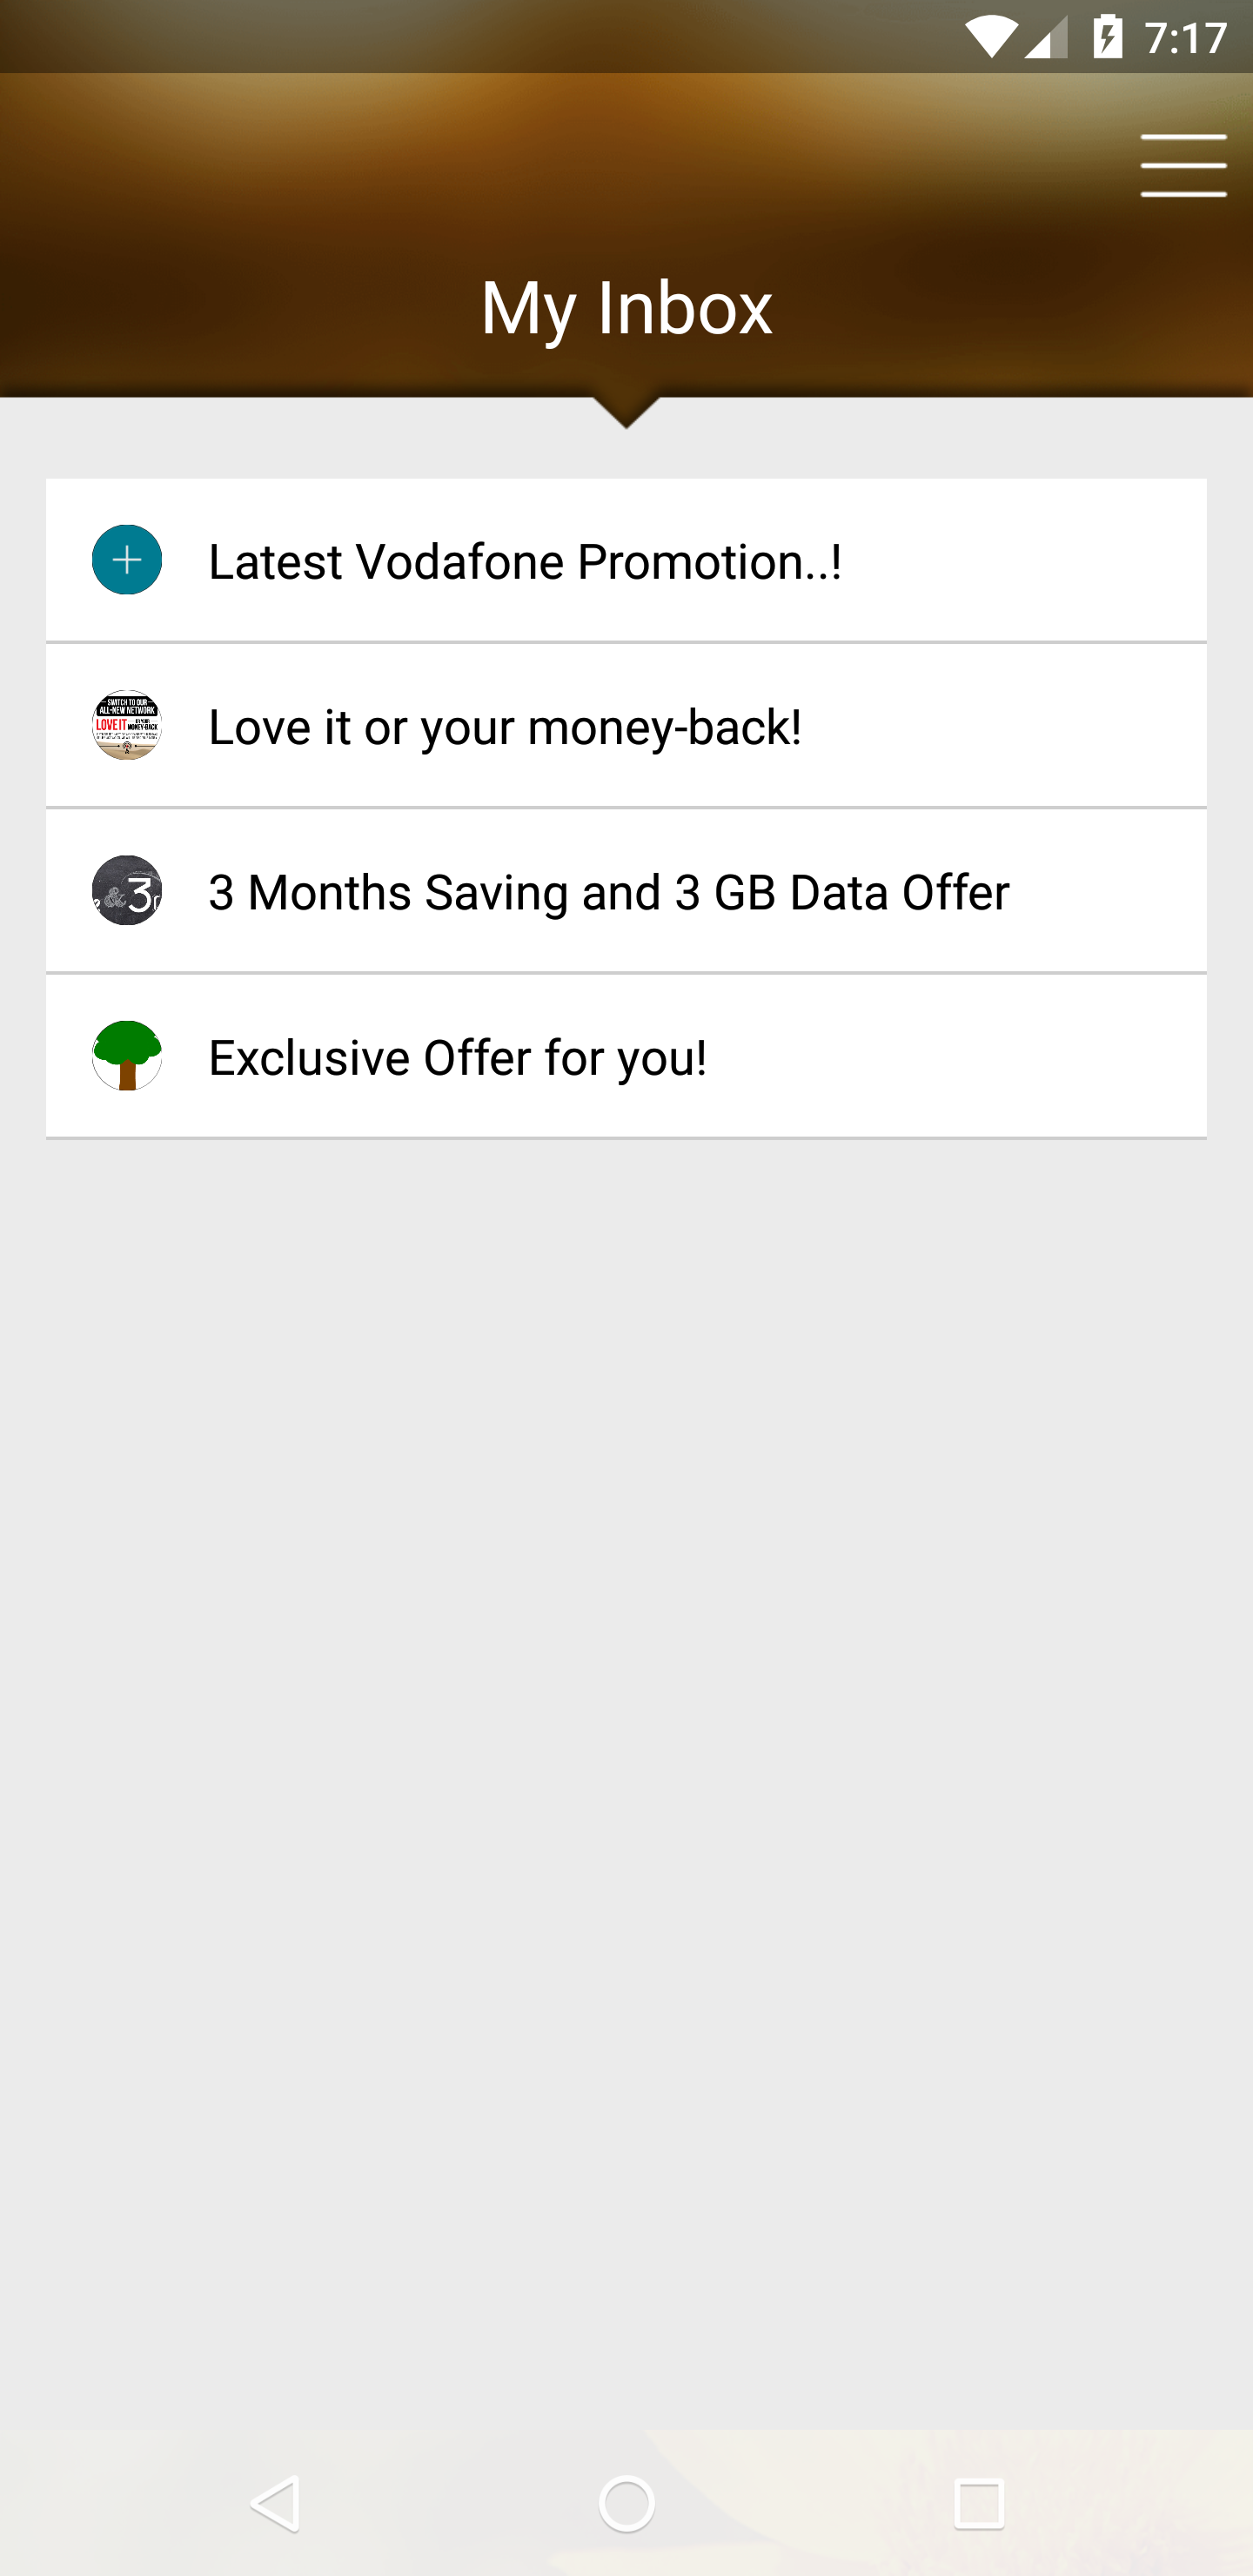 7:17
My Inbox
Latest Vodafone Promotion..!
SWITCH TO OUR
ALL-NEW NETWORK
LOVE IT OR YOUR MONEY-BACK
Love it or your money-back!
&3
3 Months Saving and 3 GB Data Offer
Exclusive Offer for you!